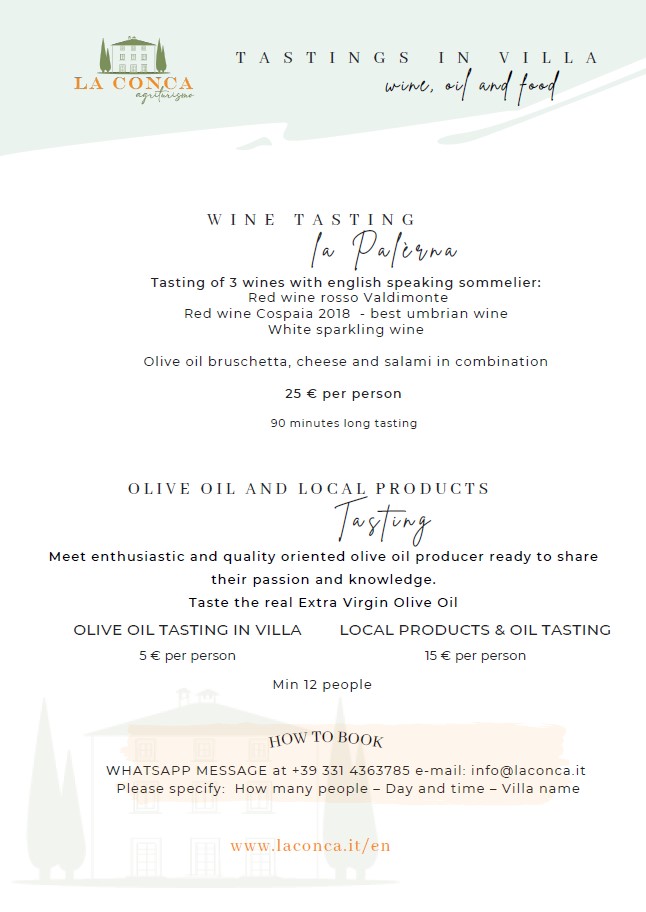 LA CONCA
agriturismo
TASTINGS IN VILLA
wine, oil and food
WINE TASTING
la Palèrna
Tasting of 3 wines with english speaking sommelier:
Red wine rosso Valdimonte
Red wine Cospaia 2018 - best umbrian wine
White sparkling wine
Olive oil bruschetta, cheese and salami in combination
25 € per person
90 minutes long tasting
OLIVE OIL AND LOCAL PRODUCTS
Tasting
Meet enthusiastic and quality oriented olive oil producer ready to share
their passion and knowledge.
Taste the real Extra Virgin Olive Oil
OLIVE OIL TASTING IN VILLA
5 € per person
LOCAL PRODUCTS & OIL TASTING
15 € per person
Min 12 people
HOW TO BOOK
WHATSAPP MESSAGE at +39 331 4363785 e-mail: info@laconca.it
Please specify: How many people – Day and time – Villa name
www.laconca.it/en